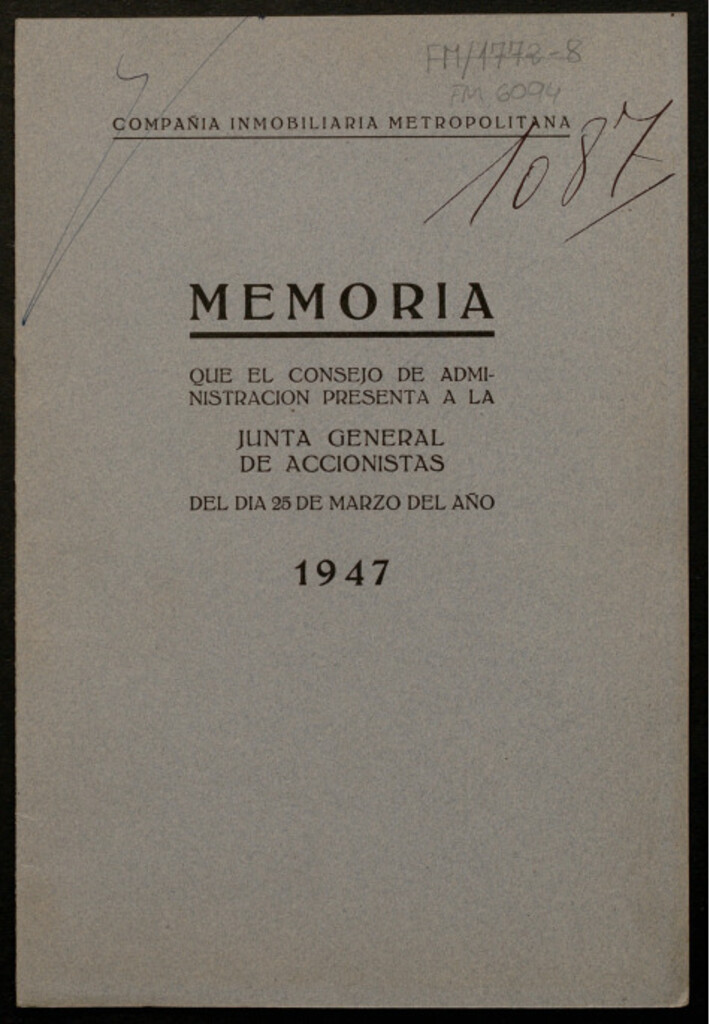 FM/1772-8
FM 6094
COMPAÑIA INMOBILIARIA METROPOLITANA
1087
MEMORIA
QUE EL CONSEJO DE ADMI-
NISTRACION PRESENTA A LA
JUNTA GENERAL
DE ACCIONISTAS
DEL DIA 25 DE MARZO DEL AÑO
1947